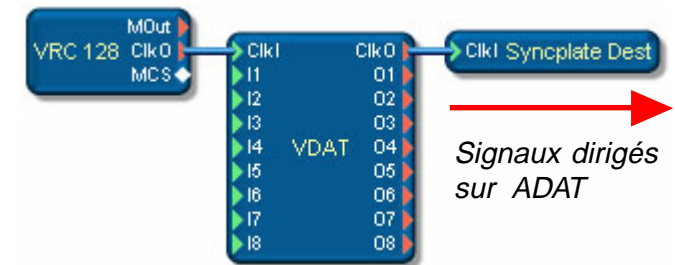 VRC 128
MOut
ClkO
MCS
VDAT
ClkI
I1
I2
I3
I4
I5
I6
I7
I8
ClkO
O1
O2
O3
O4
O5
O6
O7
O8
ClkI Syncplate Dest
Signaux dirigés
sur ADAT